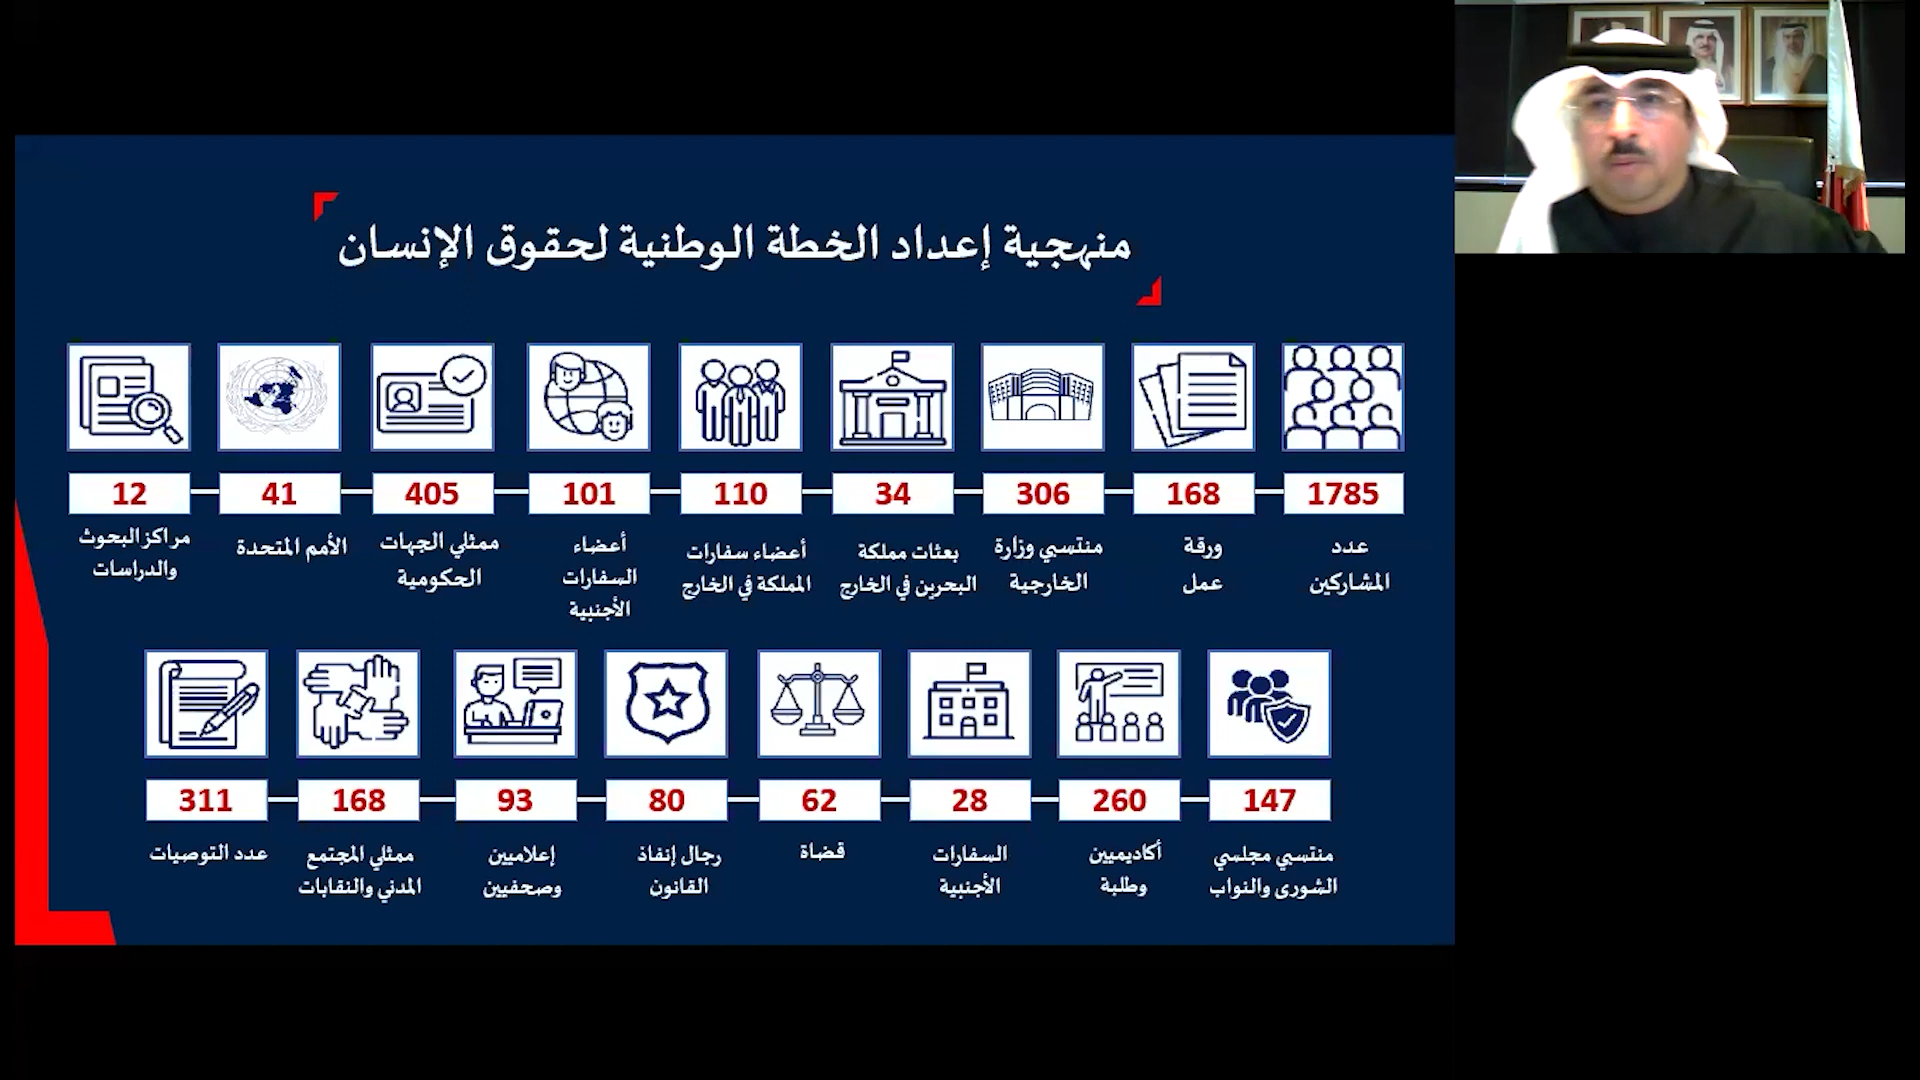 منهجية إعداد الخطة الوطنية لحقوق الإنسان
1785
عدد
المشاركين
168
ورقة
عمل
306
منتسبي وزارة
الخارجية
34
بعثات مملكة
البحرين في الخارج
110
أعضاء سفارات
المملكة في الخارج
101
أعضاء
السفارات
الأجنبية
405
ممثلي الجهات
الحكومية
41
الأمم المتحدة
12
مراكز البحوث
والدراسات
147
منتسبي مجلسي
الشورى والنواب
260
أكاديميين
وطلبة
28
السفارات
الأجنبية
62
قضاة
80
رجال إنفاذ
القانون
93
إعلاميين
وصحفيين
168
ممثلي المجتمع
المدني والنقابات
311
عدد التوصيات